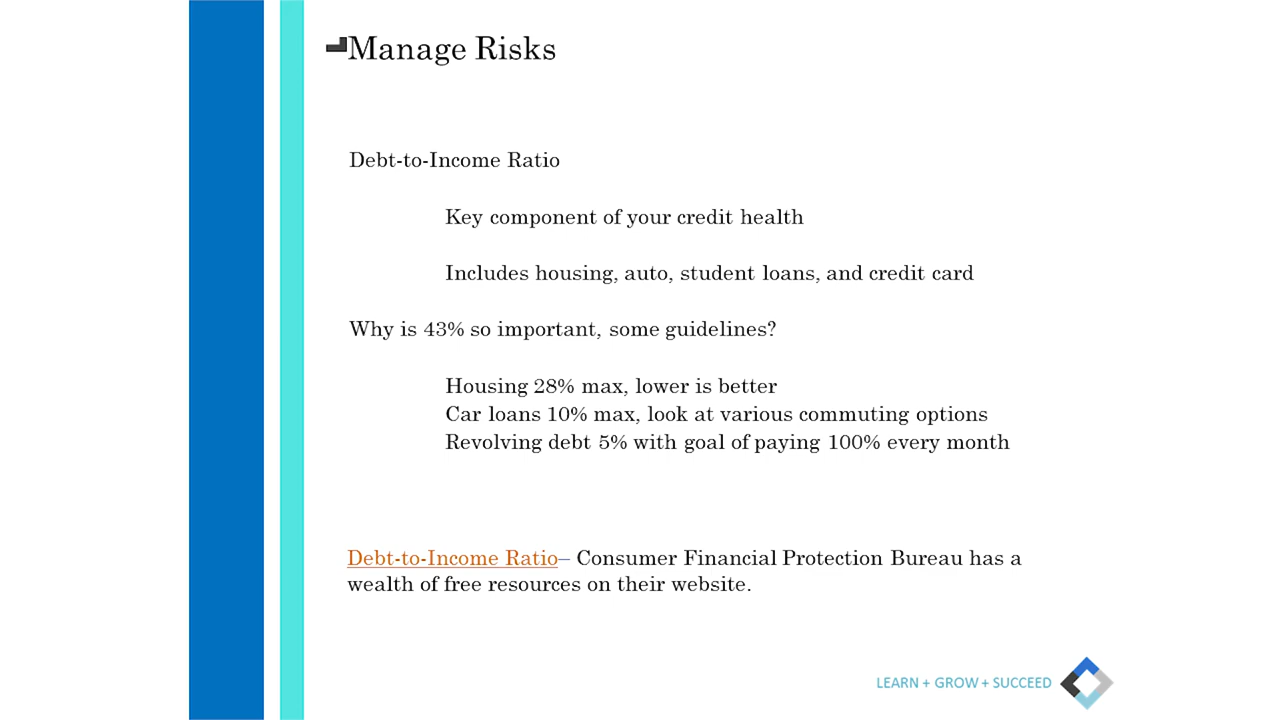 Manage Risks
Debt-to-Income Ratio
Key component of your credit health
Includes housing, auto, student loans, and credit card
Why is 43% so important, some guidelines?
Housing 28% max, lower is better
Car loans 10% max, look at various commuting options
Revolving debt 5% with goal of paying 100% every month
Debt-to-Income Ratio– Consumer Financial Protection Bureau has a
wealth of free resources on their website.
LEARN + GROW + SUCCEED